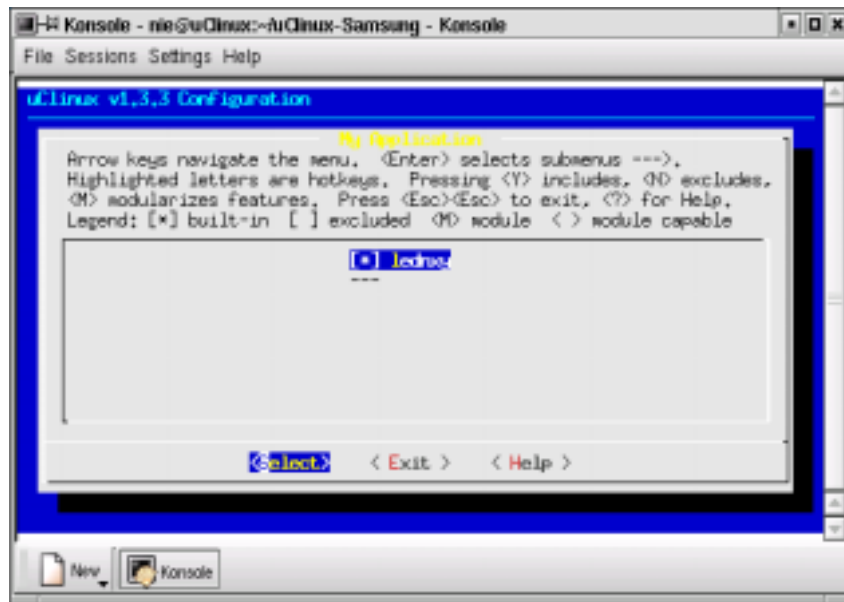 Konsole - nie@uClinux:~/uClinux-Samsung - Konsole
File Sessions Settings Help
uClinux v1.3.3 Configuration
My Application
Arrow keys navigate the menu. <Enter> selects submenus --->.
Highlighted letters are hotkeys. Pressing <Y> includes, <N> excludes,
<M> modularizes features. Press <Esc><Esc> to exit, <?> for Help.
Legend: [*] built-in [ ] excluded <M> module < > module capable
[*]
---
<Select> < Exit > < Help >
New Konsole